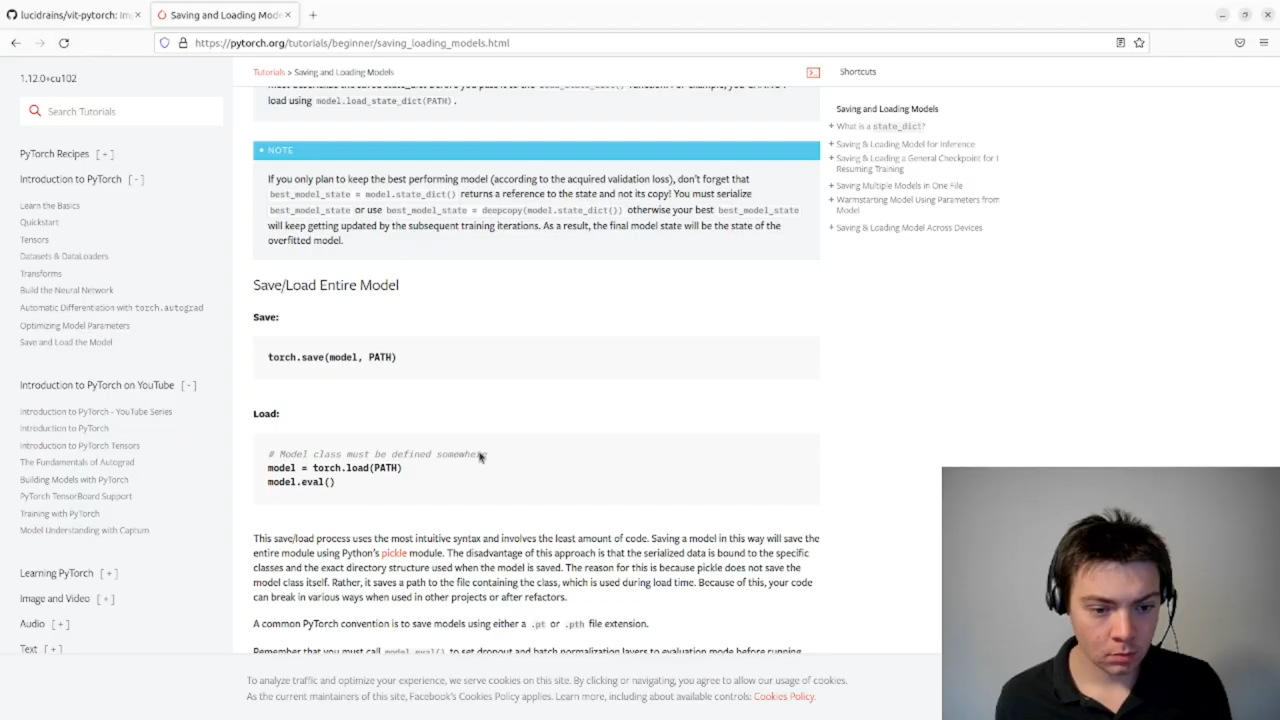 lucidrains/vit-pytorch: Im
Saving and Loading Mode
https://pytorch.org/tutorials/beginner/saving_loading_models.html
1.12.0+cu102
Search Tutorials
PyTorch Recipes [ + ]
Introduction to PyTorch [ - ]
Learn the Basics
Quickstart
Tensors
Datasets & DataLoaders
Transforms
Build the Neural Network
Automatic Differentiation with torch.autograd
Optimizing Model Parameters
Save and Load the Model
Introduction to PyTorch on YouTube [ - ]
Introduction to PyTorch - YouTube Series
Introduction to PyTorch
Introduction to PyTorch Tensors
The Fundamentals of Autograd
Building Models with PyTorch
PyTorch TensorBoard Support
Training with PyTorch
Model Understanding with Captum
Learning PyTorch [ + ]
Image and Video [ + ]
Audio [ + ]
Text [ + ]
Tutorials > Saving and Loading Models
load using model.load_state_dict(PATH).
NOTE
If you only plan to keep the best performing model (according to the acquired validation loss), don't forget that
best_model_state = model.state_dict() returns a reference to the state and not its copy! You must serialize
best_model_state or use best_model_state = deepcopy(model.state_dict()) otherwise your best best_model_state
will keep getting updated by the subsequent training iterations. As a result, the final model state will be the state of the
overfitted model.
Save/Load Entire Model
Save:
torch.save(model, PATH)
Load:
# Model class must be defined somewhere
model = torch.load(PATH)
model.eval()
This save/load process uses the most intuitive syntax and involves the least amount of code. Saving a model in this way will save the
entire module using Python's pickle module. The disadvantage of this approach is that the serialized data is bound to the specific
classes and the exact directory structure used when the model is saved. The reason for this is because pickle does not save the
model class itself. Rather, it saves a path to the file containing the class, which is used during load time. Because of this, your code
can break in various ways when used in other projects or after refactors.
A common PyTorch convention is to save models using either a .pt or .pth file extension.
Remember that you must call model.eval() to set dropout and batch normalization layers to evaluation mode before running
Shortcuts
Saving and Loading Models
+ What is a state_dict?
+ Saving & Loading Model for Inference
+ Saving & Loading a General Checkpoint for I
Resuming Training
+ Saving Multiple Models in One File
+ Warmstarting Model Using Parameters from
Model
+ Saving & Loading Model Across Devices
To analyze traffic and optimize your experience, we serve cookies on this site. By clicking or navigating, you agree to allow our usage of cookies.
As the current maintainers of this site, Facebook's Cookies Policy applies. Learn more, including about available controls: Cookies Policy.